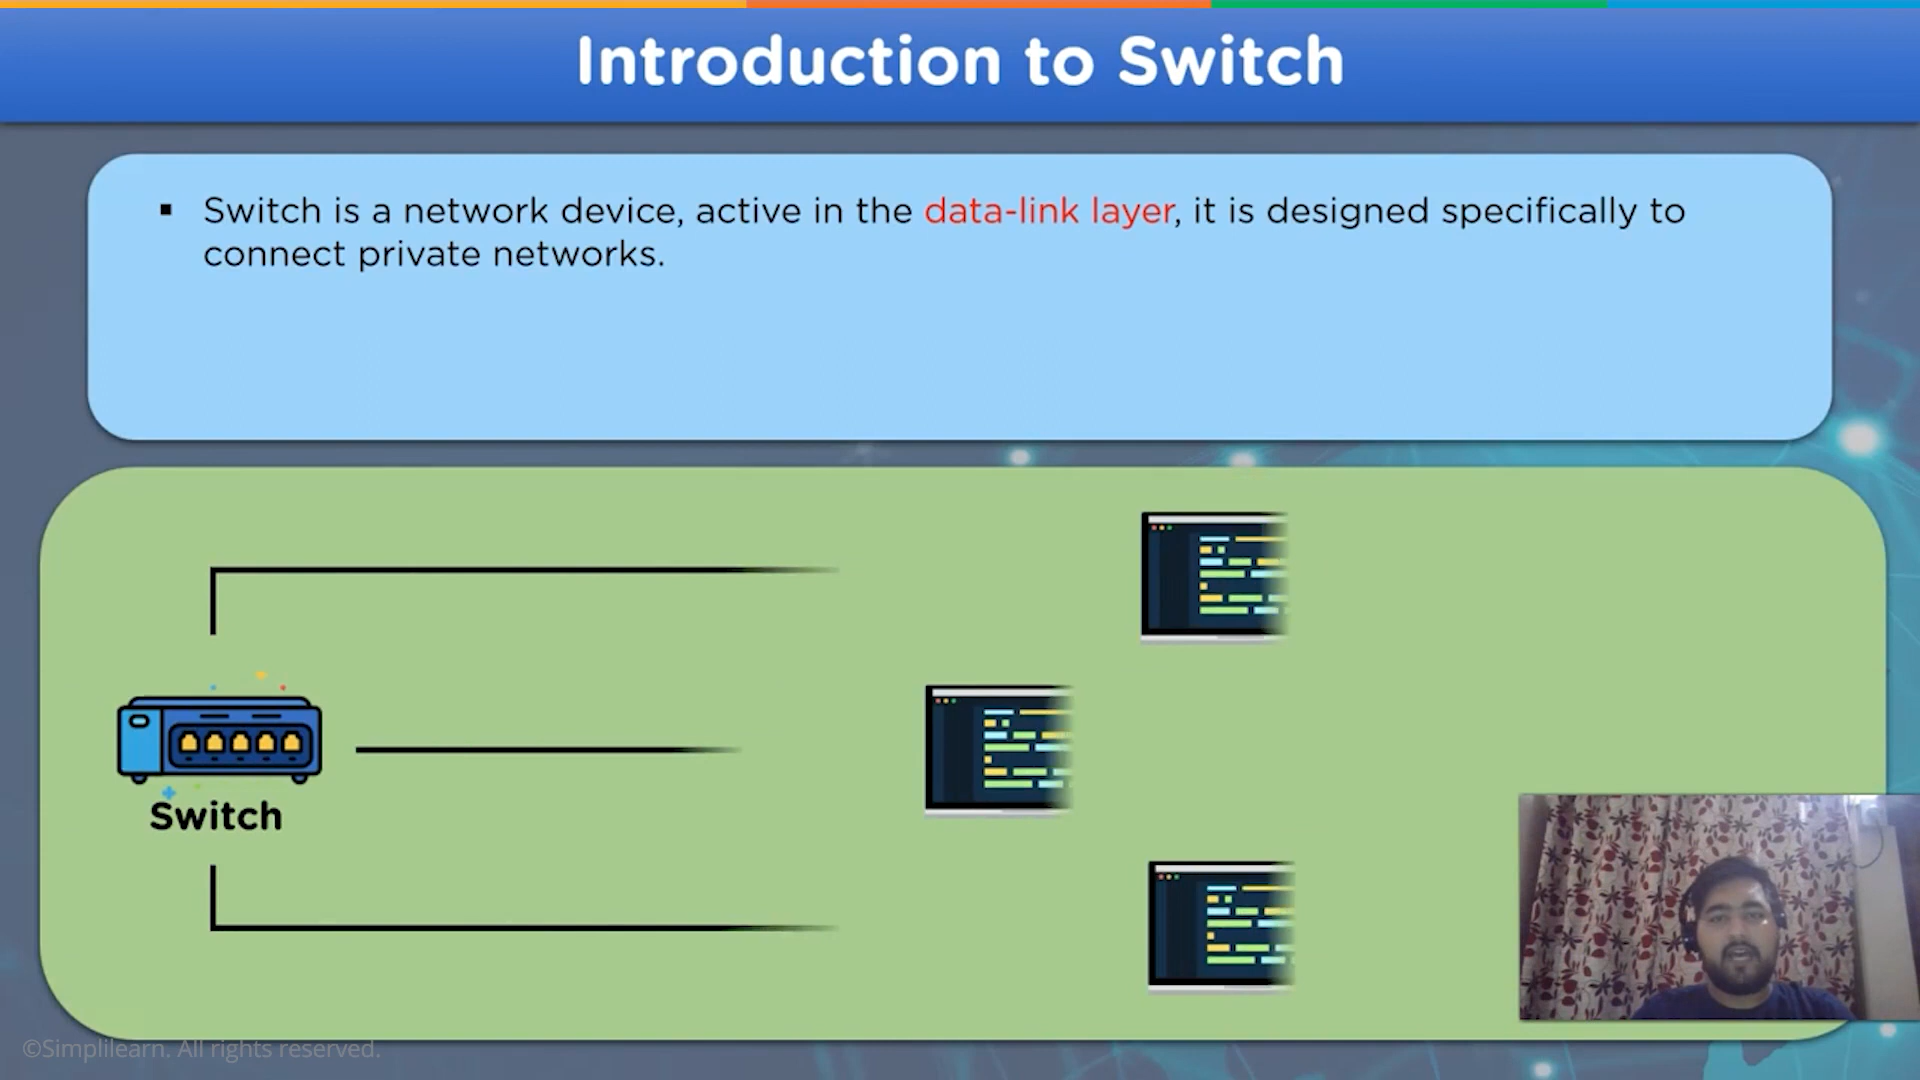 Introduction to Switch
▪ Switch is a network device, active in the data-link layer, it is designed specifically to
connect private networks.
Switch
©Simplilearn. All rights reserved.